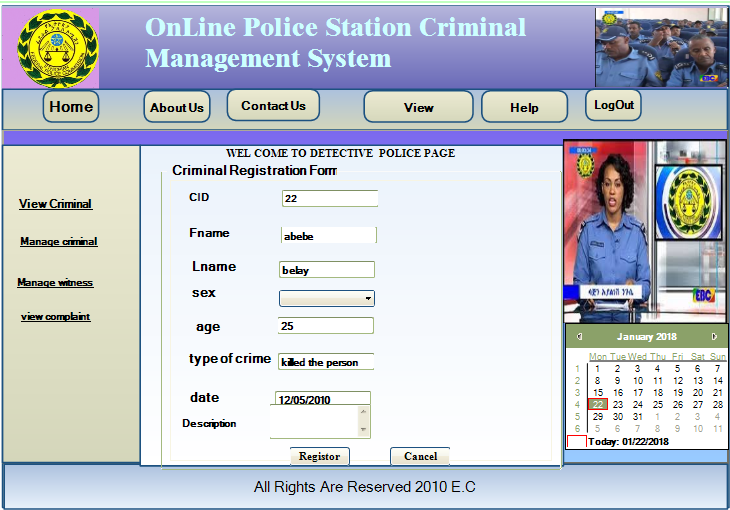 OnLine Police Station Criminal
Management System
EBC
Home
About Us
Contact Us
View
Help
LogOut
WEL COME TO DETECTIVE POLICE PAGE
View Criminal
Manage criminal
Manage witness
view complaint
Criminal Registration Form
CID
22
Fname
abebe
Lname
belay
sex
age
25
type of crime
killed the person
date
12/05/2010
Description
Registor
Cancel
EBC
January 2018
Mon Tue Wed Thu Fri Sat Sun
1 1 2 3 4 5 6 7
2 8 9 10 11 12 13 14
3 15 16 17 18 19 20 21
4 22 23 24 25 26 27 28
5 29 30 31 1 2 3 4
6 5 6 7 8 9 10 11
Today: 01/22/2018
All Rights Are Reserved 2010 E.C